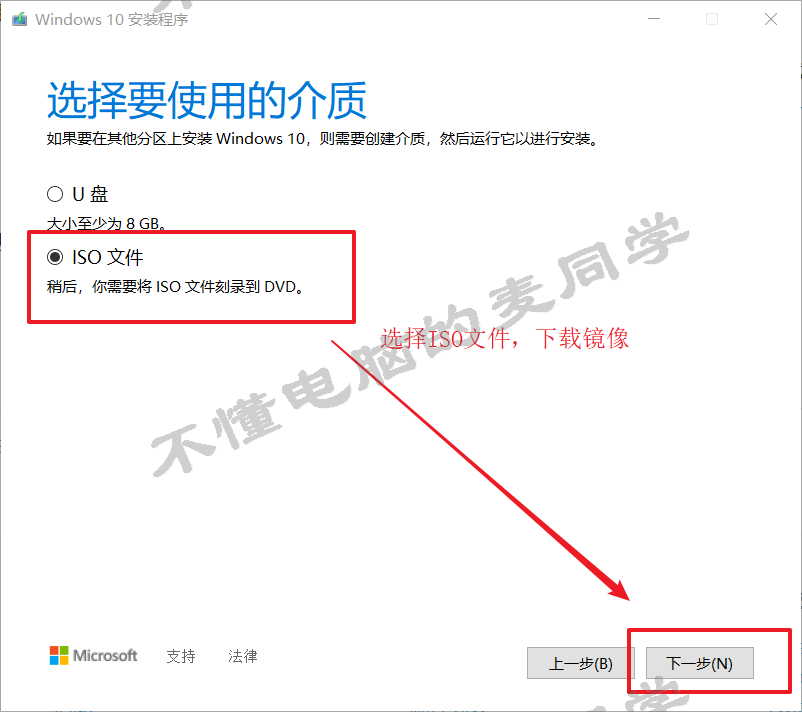 Windows 10 安装程序
选择要使用的介质
如果要在其他分区上安装 Windows 10，则需要创建介质，然后运行它以进行安装。
U 盘
大小至少为 8 GB。
ISO 文件
稍后，你需要将 ISO 文件刻录到 DVD。
选择ISO文件，下载镜像
不懂电脑的麦同学
Microsoft
支持
法律
上一步(B)
下一步(N)